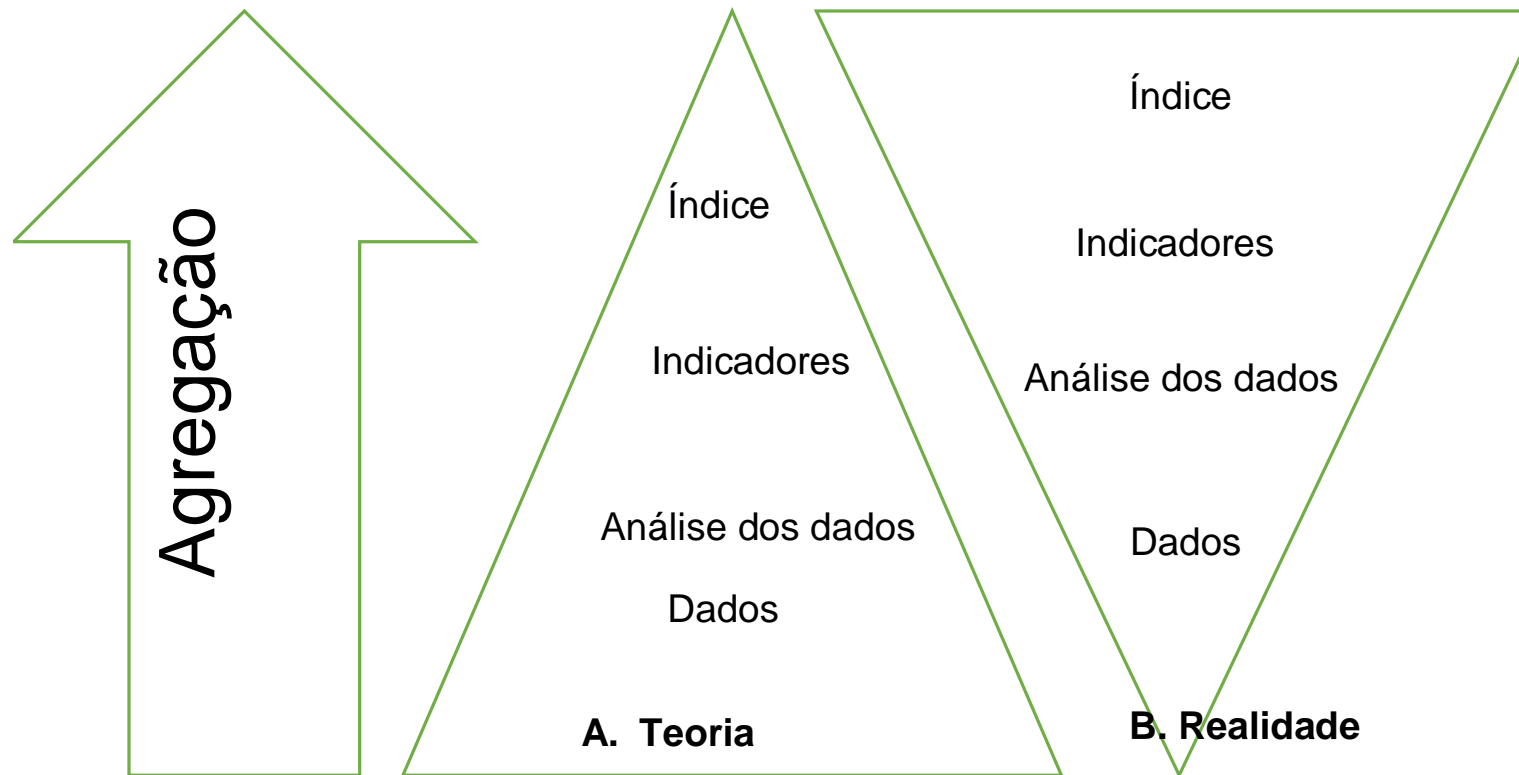 Agregação
Índice
Indicadores
Análise dos dados
Dados
A. Teoria
Índice
Indicadores
Análise dos dados
Dados
B. Realidade